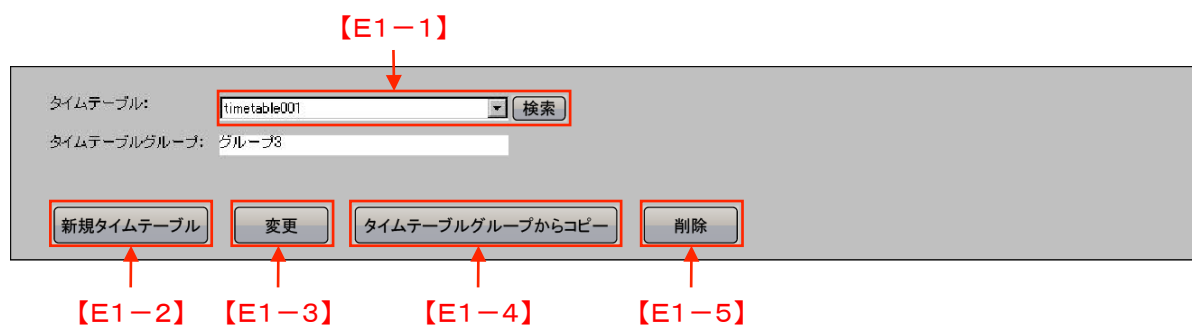 【E1－1】
タイムテーブル: timetable001 検索
タイムテーブルグループ: グループ3
新規タイムテーブル 変更 タイムテーブルグループからコピー 削除
【E1－2】 【E1－3】 【E1－4】 【E1－5】